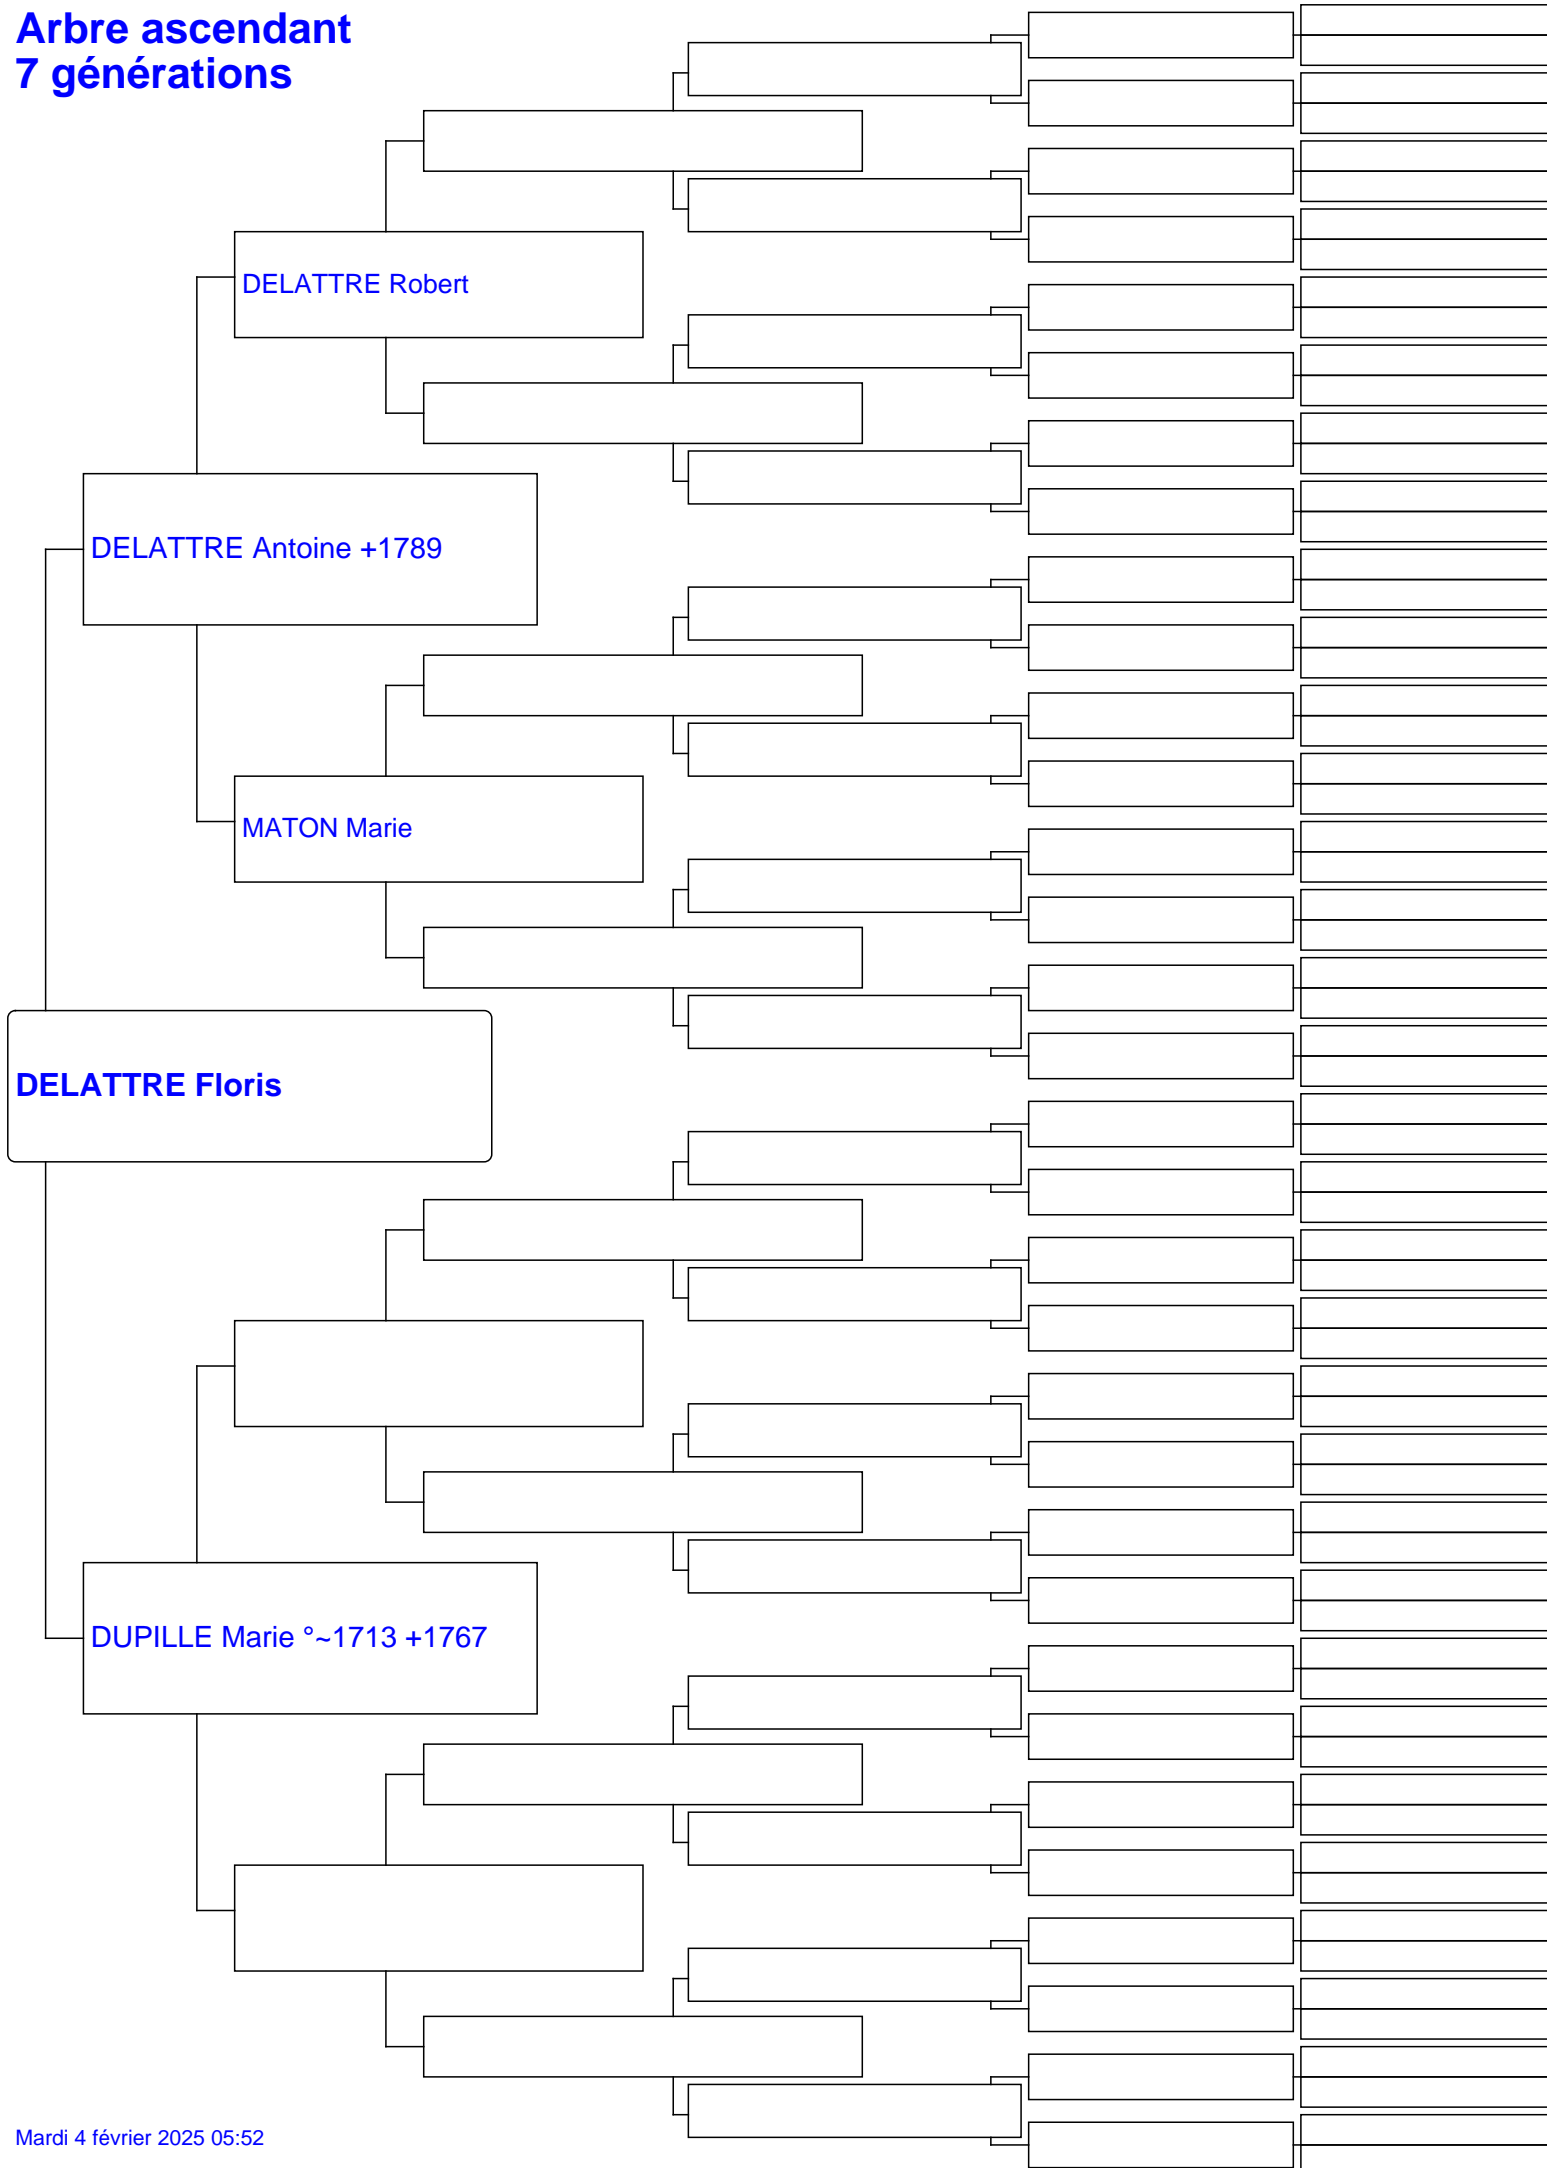 Arbre ascendant
7 générations
DELATTRE Robert
DELATTRE Antoine +1789
MATON Marie
DELATTRE Floris
DUPILLE Marie °~1713 +1767
Mardi 4 février 2025 05:52